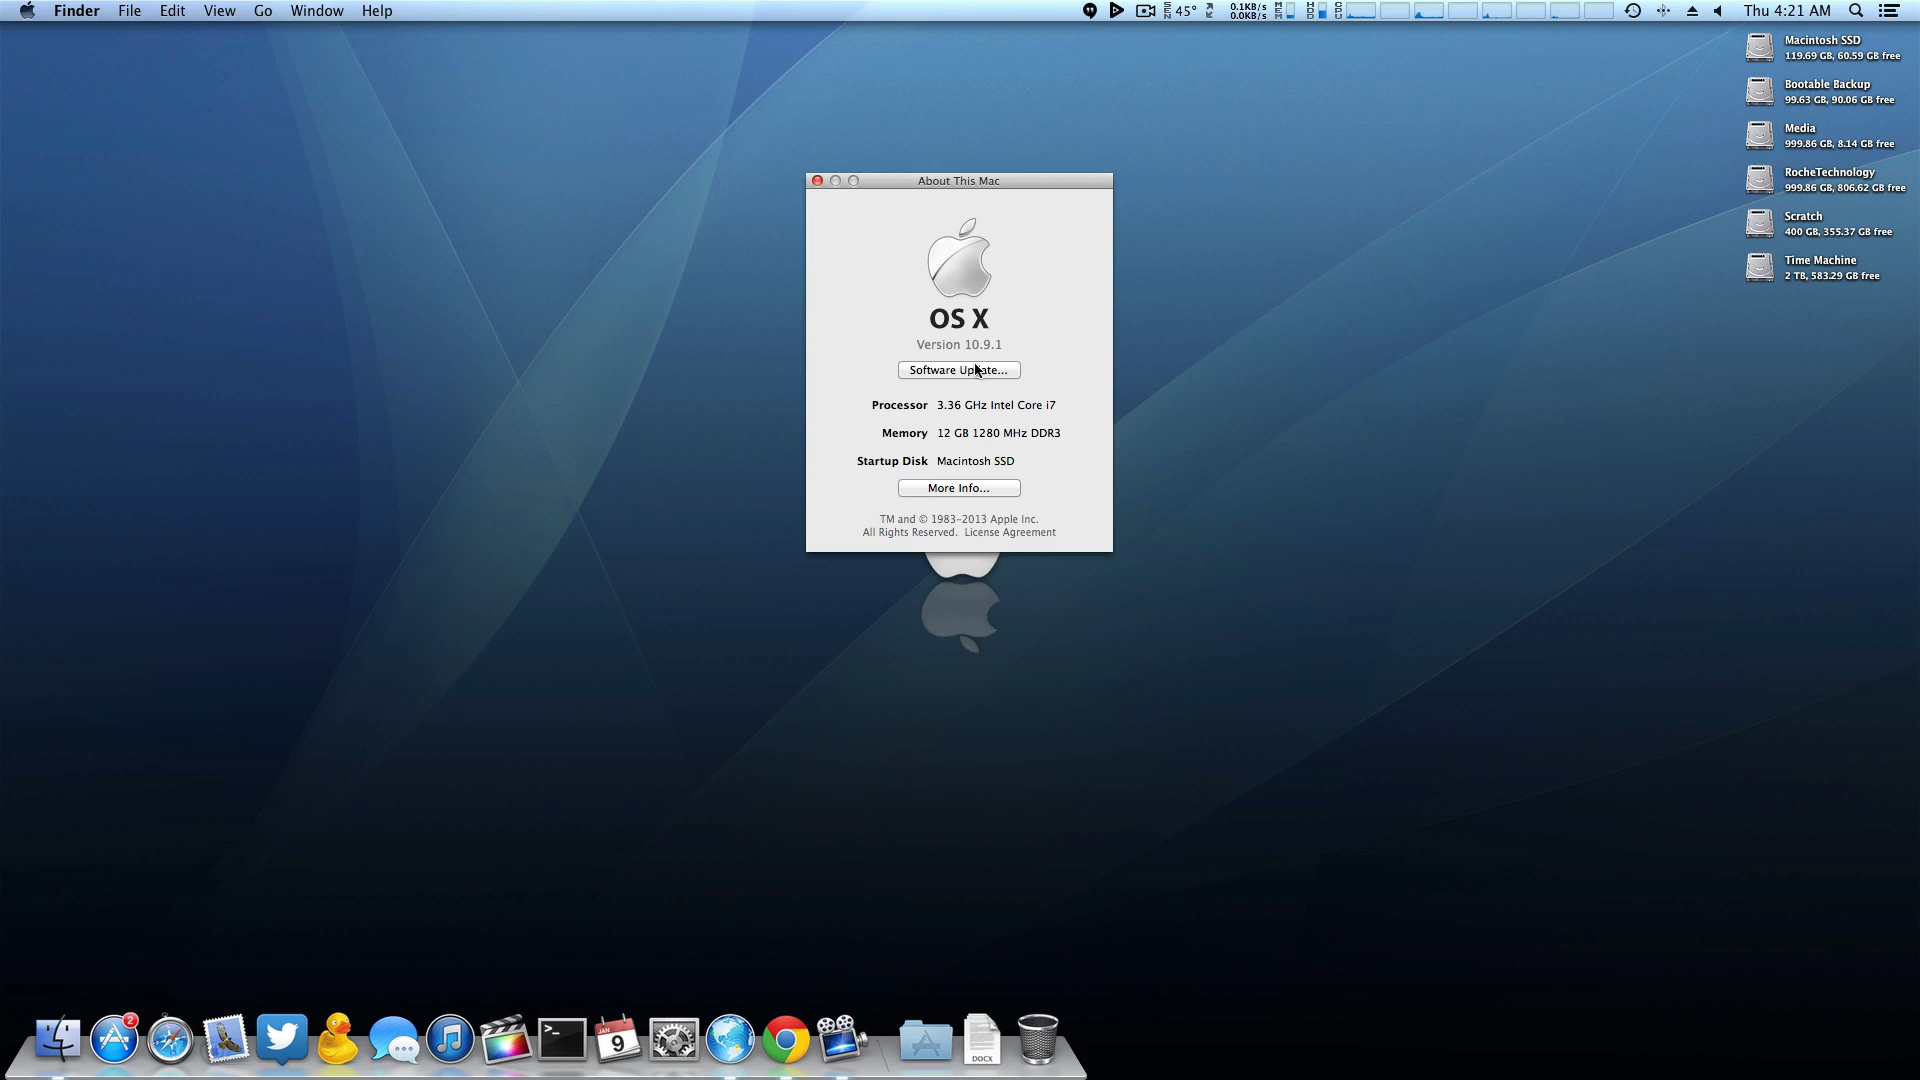 Finder File Edit View Go Window Help
SEN 45° 0.1KB/s 0.0KB/s MEM HDD CPU Thu 4:21 AM
Macintosh SSD
119.69 GB, 60.59 GB free
Bootable Backup
99.63 GB, 90.06 GB free
Media
999.86 GB, 8.14 GB free
RocheTechnology
999.86 GB, 806.62 GB free
Scratch
400 GB, 355.37 GB free
Time Machine
2 TB, 583.29 GB free
About This Mac
OS X
Version 10.9.1
Software Update...
Processor 3.36 GHz Intel Core i7
Memory 12 GB 1280 MHz DDR3
Startup Disk Macintosh SSD
More Info...
TM and © 1983–2013 Apple Inc.
All Rights Reserved. License Agreement
2
>_
JAN
9
DOCX